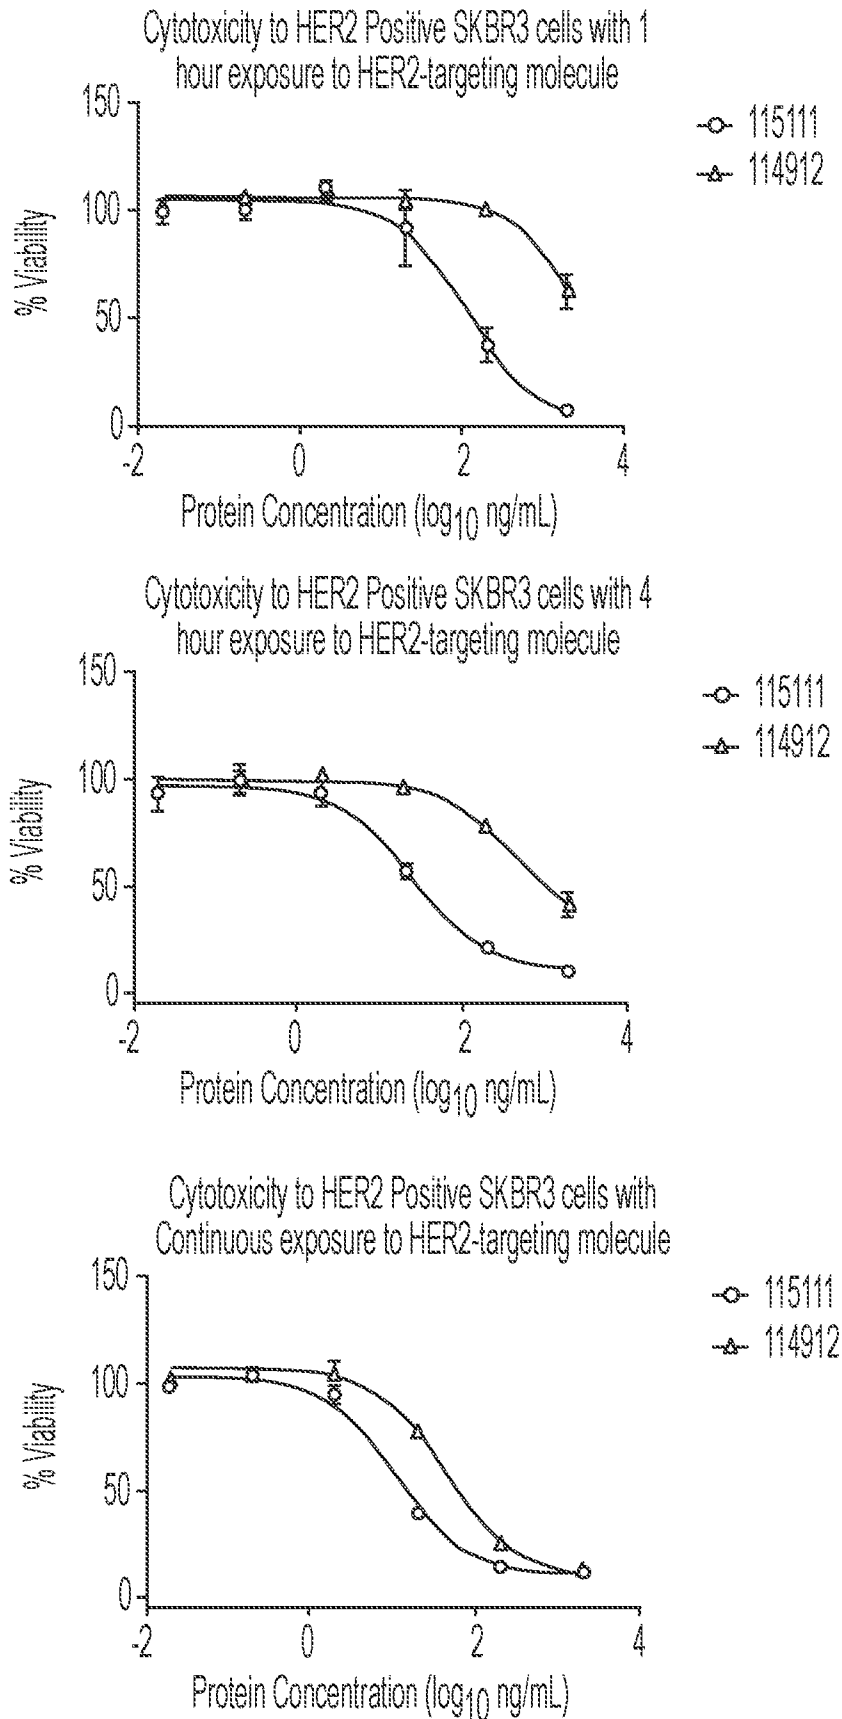 Cytotoxicity to HER2 Positive SKBR3 cells with 1
hour exposure to HER2-targeting molecule
150
100
50
0
% Viability
-2
0
2
4
Protein Concentration (log10 ng/mL)
115111
114912
Cytotoxicity to HER2 Positive SKBR3 cells with 4
hour exposure to HER2-targeting molecule
150
100
50
0
% Viability
-2
0
2
4
Protein Concentration (log10 ng/mL)
115111
114912
Cytotoxicity to HER2 Positive SKBR3 cells with
Continuous exposure to HER2-targeting molecule
150
100
50
0
% Viability
-2
0
2
4
Protein Concentration (log10 ng/mL)
115111
114912